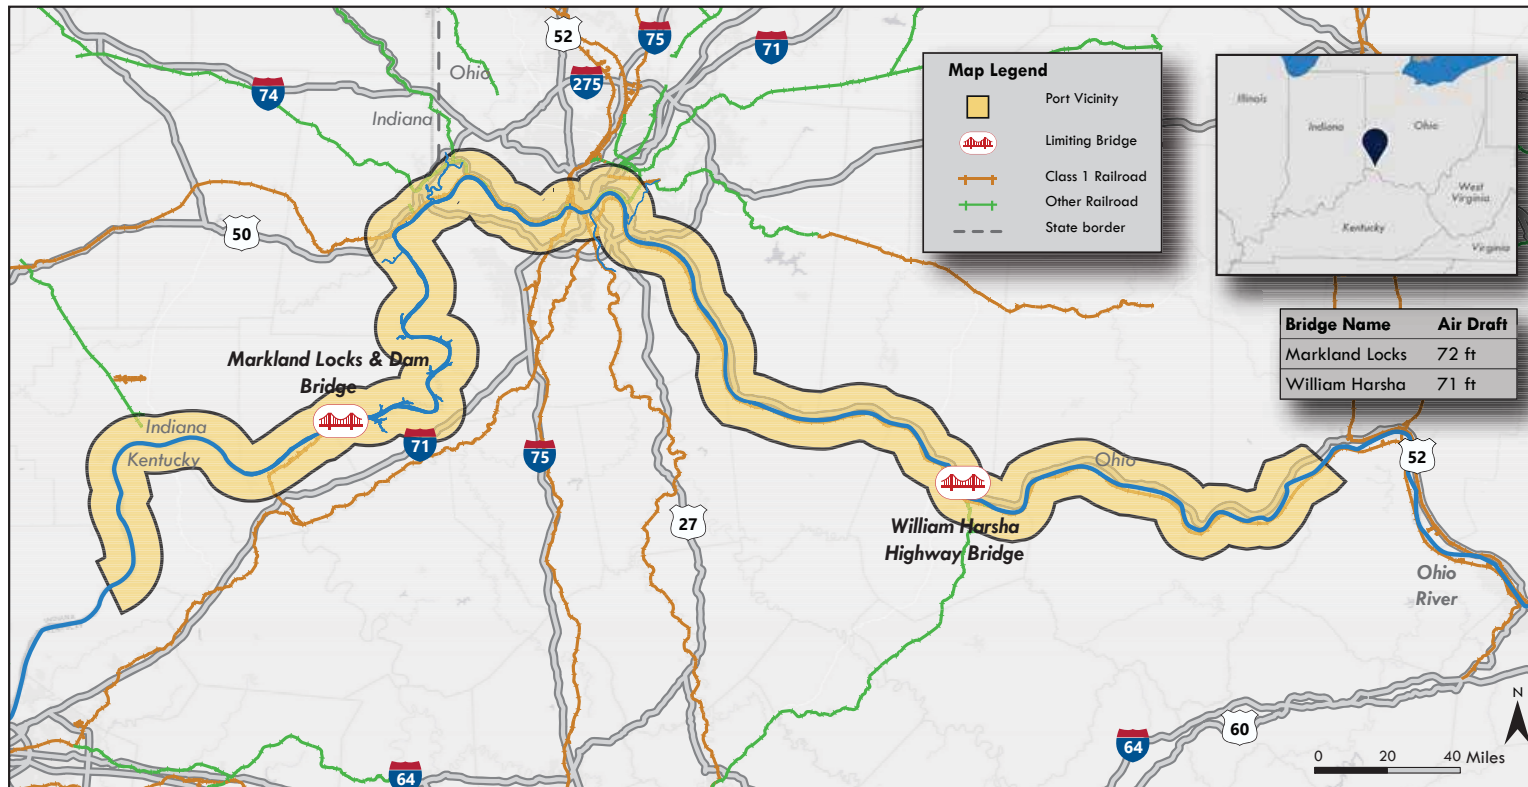 52
75
71
Ohio
275
74
Indiana
50
Map Legend
Port Vicinity
Limiting Bridge
Class 1 Railroad
Other Railroad
State border
Illinois
Indiana
Ohio
West
Virginia
Kentucky
Virginia
Bridge Name Air Draft
Markland Locks 72 ft
William Harsha 71 ft
Markland Locks & Dam
Bridge
Indiana
Kentucky
71
75
27
Ohio
William Harsha
Highway Bridge
52
Ohio
River
60
64
64
N
0 20 40 Miles